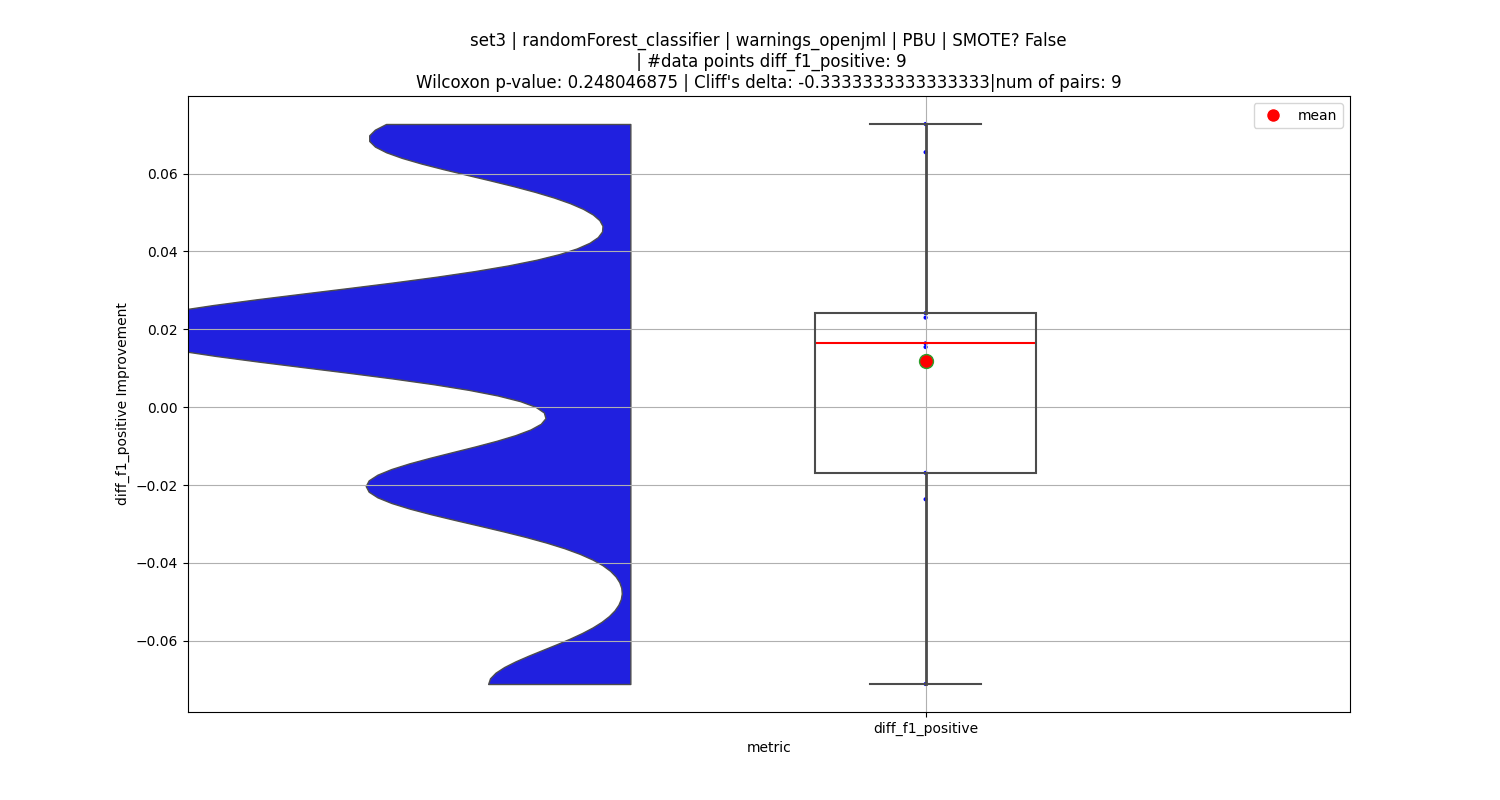 set3 | randomForest_classifier | warnings_openjml | PBU | SMOTE? False
| #data points diff_f1_positive: 9
Wilcoxon p-value: 0.248046875 | Cliff's delta: -0.3333333333333333|num of pairs: 9
mean
0.06
0.04
0.02
0.00
−0.02
−0.04
−0.06
diff_f1_positive Improvement
diff_f1_positive
metric